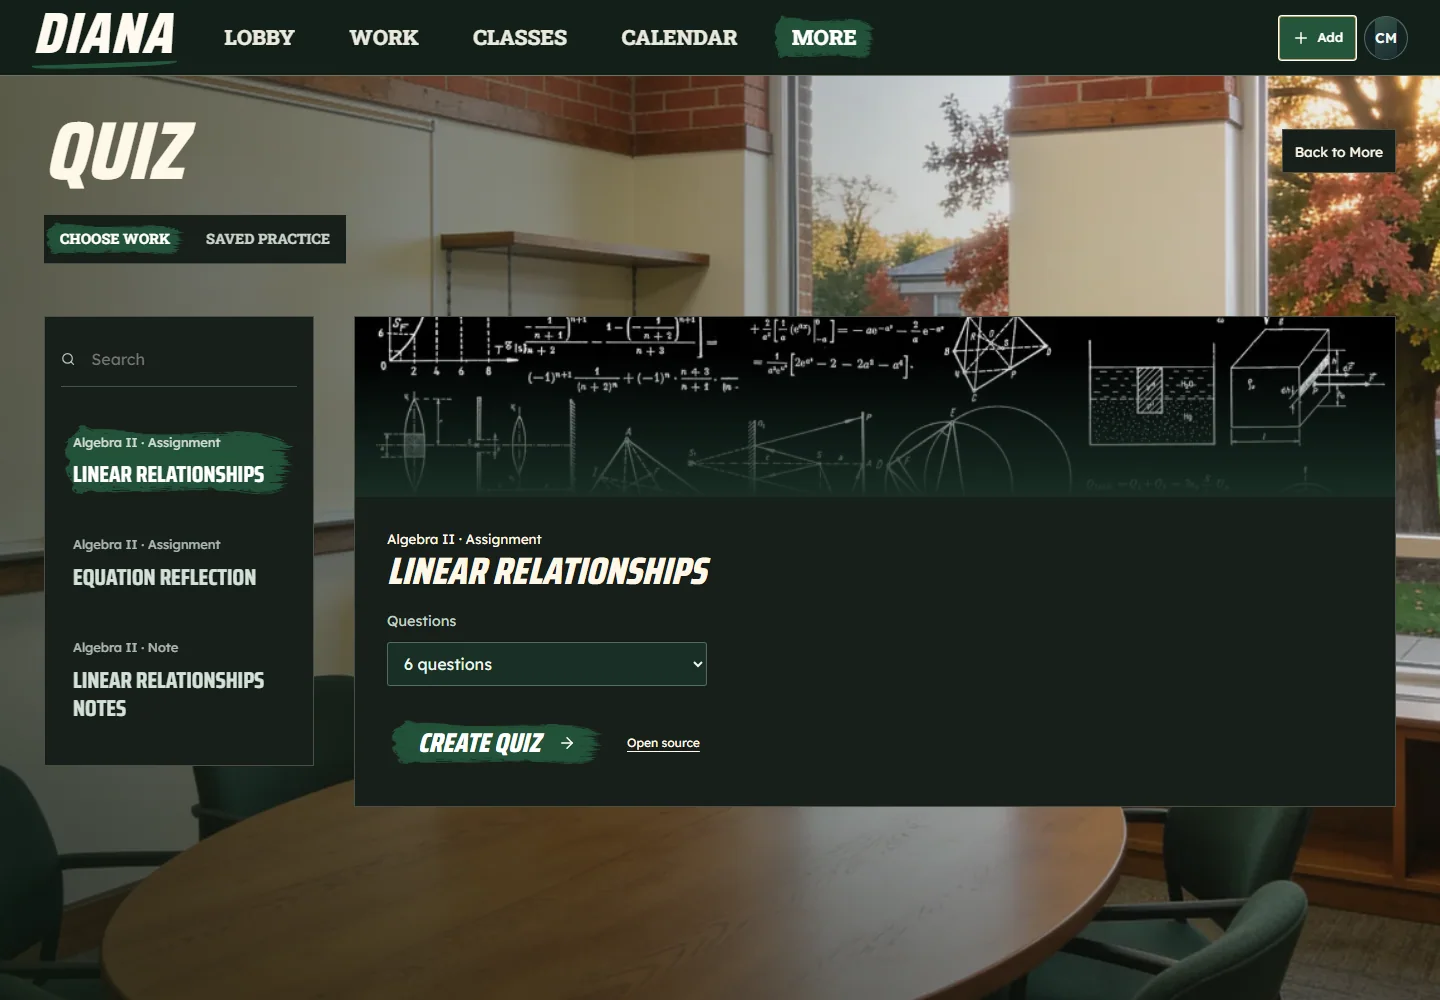 DIANA
LOBBY
WORK
CLASSES
CALENDAR
MORE
Add
CM
QUIZ
Back to More
CHOOSE WORK
SAVED PRACTICE
Search
Algebra II · Assignment
LINEAR RELATIONSHIPS
Algebra II · Assignment
EQUATION REFLECTION
Algebra II · Note
LINEAR RELATIONSHIPS
NOTES
Algebra II · Assignment
LINEAR RELATIONSHIPS
Questions
6 questions
CREATE QUIZ
Open source